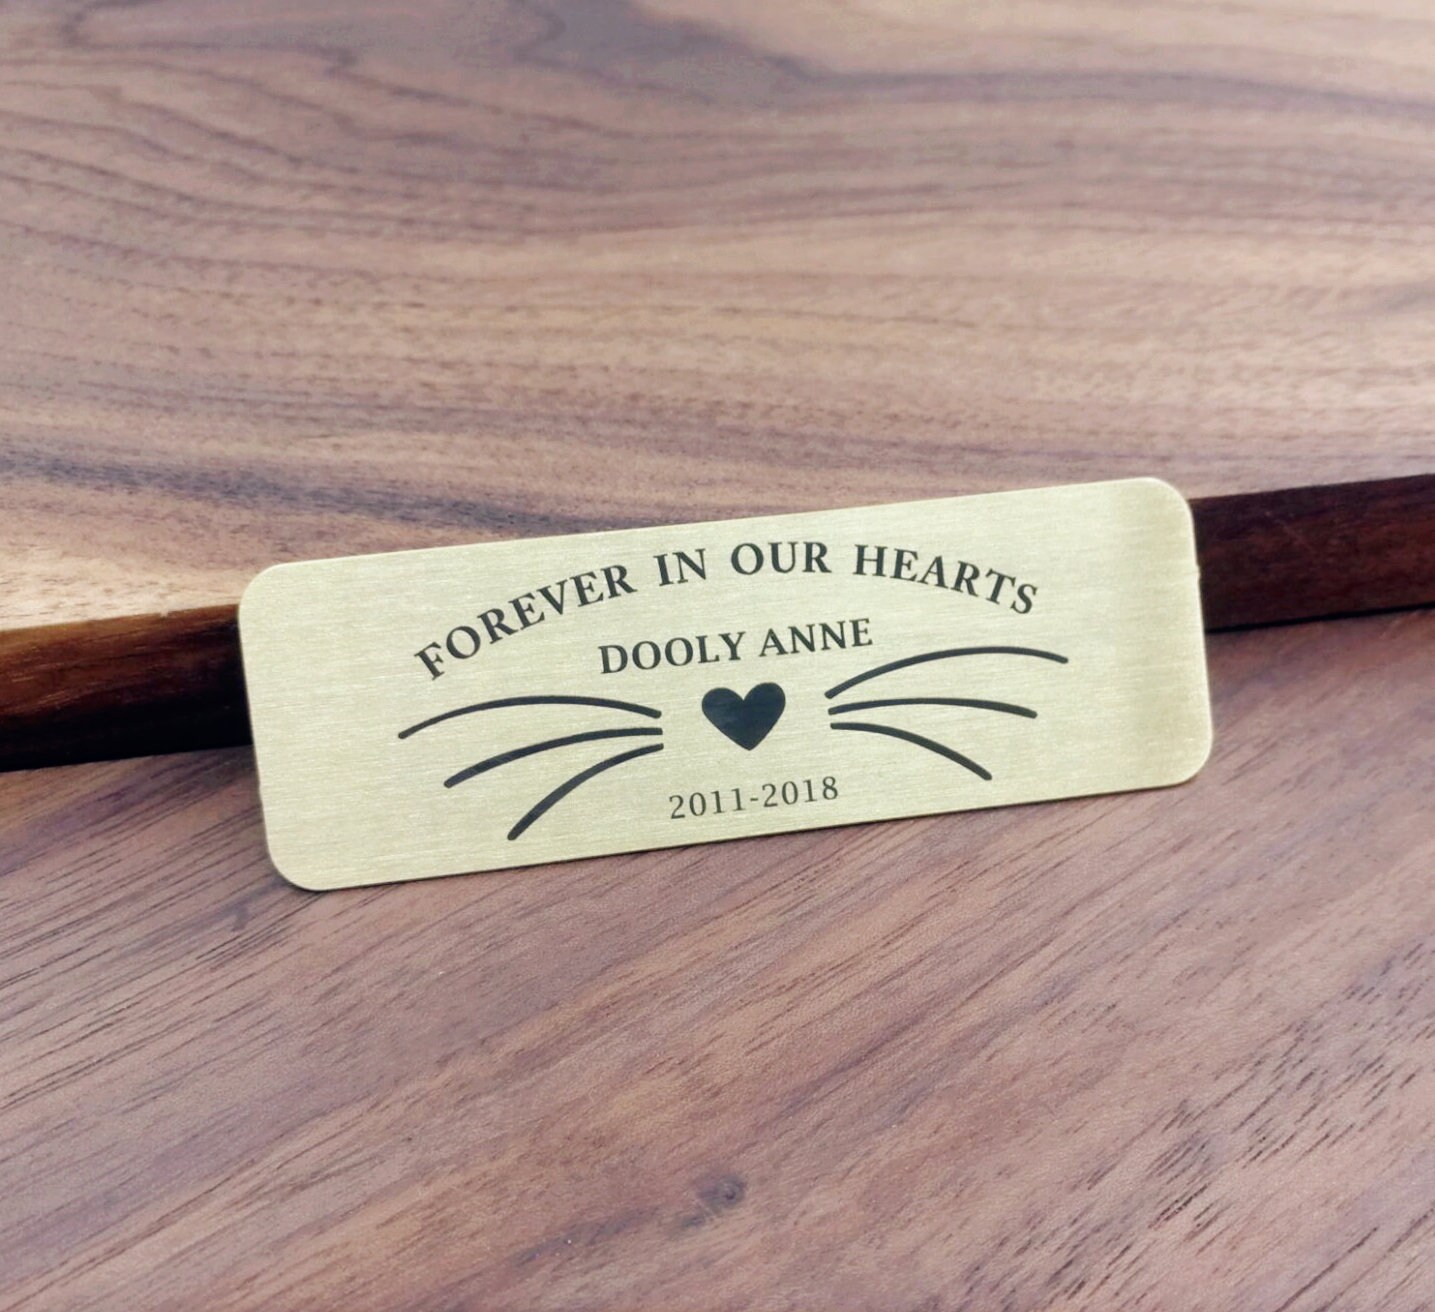 FOREVER IN OUR HEARTS
DOOLY ANNE
2011-2018